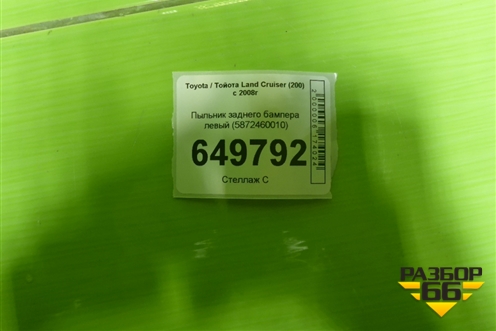 Toyota / Тойота Land Cruiser (200)
с 2008г
Пыльник заднего бампера
левый (5872460010)
649792
Стеллаж С
РАЗБОР
66